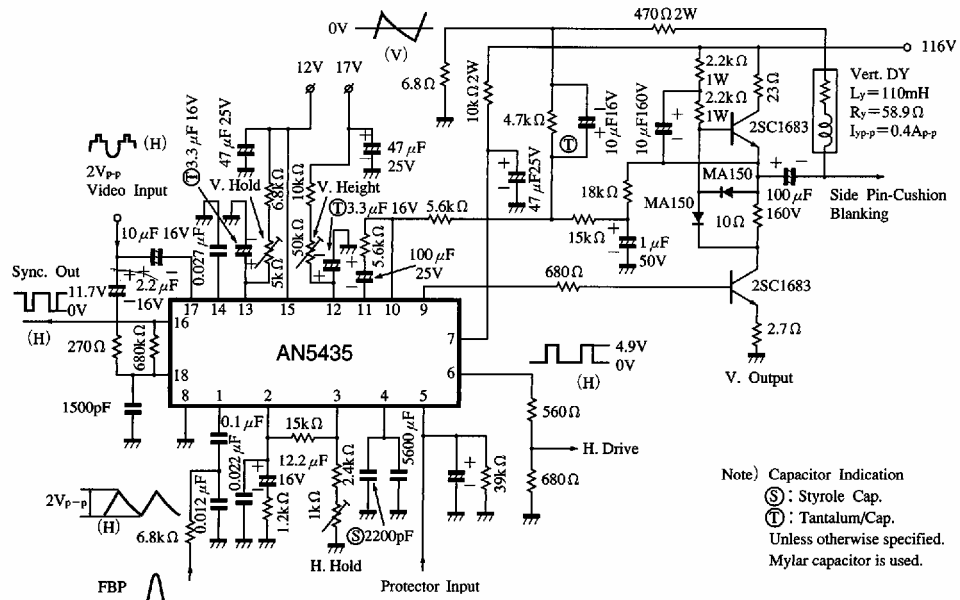 470Ω 2W
0V
(V)
116V
12V
17V
6.8Ω
10kΩ2W
2.2kΩ
1W
2.2kΩ
1W
23Ω
Vert. DY
Ly=110mH
Ry=58.9Ω
Iyp-p=0.4Ap-p
4.7kΩ
Ⓣ
10μF16V
10μF160V
2SC1683
(H)
2Vp-p
Video Input
Ⓣ3.3μF 16V
47μF 25V
47μF
25V
47μF25V
V. Hold
6.8kΩ
10kΩ
V. Height
Ⓣ3.3μF 16V
5.6kΩ
18kΩ
MA150
MA150
100μF
160V
Side Pin-Cushion
Blanking
10Ω
15kΩ
1μF
50V
10μF 16V
0.027μF
5kΩ
50kΩ
5.6kΩ
100μF
25V
Sync. Out
11.7V
0V
(H)
2.2μF
16V
680Ω
2SC1683
17 14 13 15 12 11 10 9
16
270Ω
680kΩ
AN5435
7
4.9V
0V
(H)
2.7Ω
V. Output
18
6
8 1 2 3 4 5
1500pF
560Ω
0.1μF
15kΩ
5600μF
H. Drive
0.022μF
12.2μF
16V
2.4kΩ
39kΩ
680Ω
2Vp-p
(H)
0.012μF
1.2kΩ
1kΩ
Ⓢ2200pF
6.8kΩ
H. Hold
FBP
Protector Input
Note) Capacitor Indication
Ⓢ: Styrole Cap.
Ⓣ: Tantalum/Cap.
Unless otherwise specified.
Mylar capacitor is used.